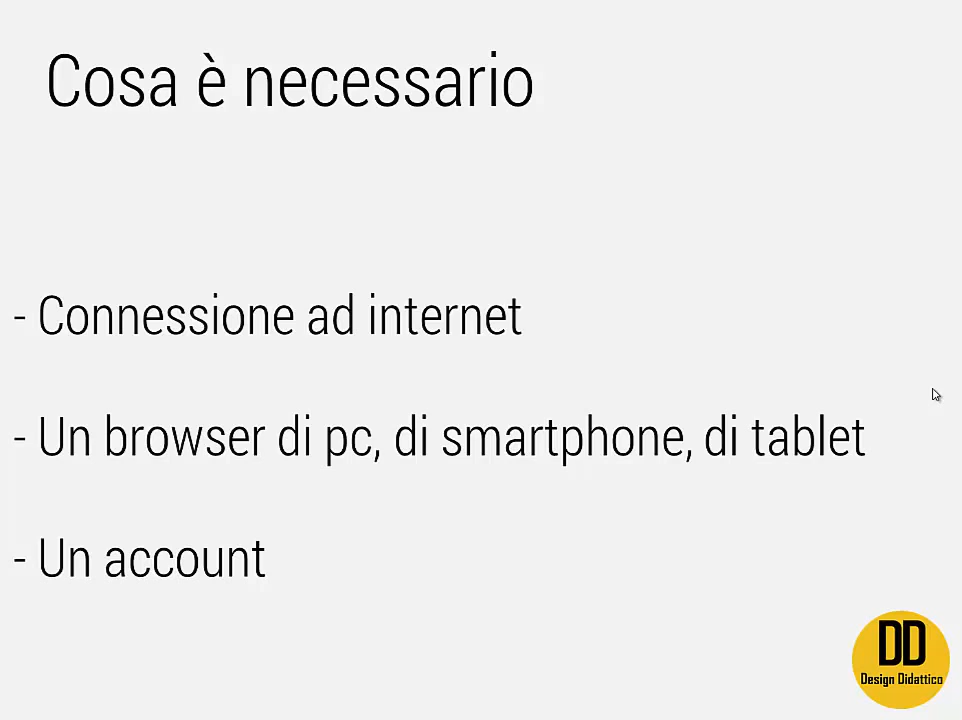 Cosa è necessario
- Connessione ad internet
- Un browser di pc, di smartphone, di tablet
- Un account
DD
Design Didattico